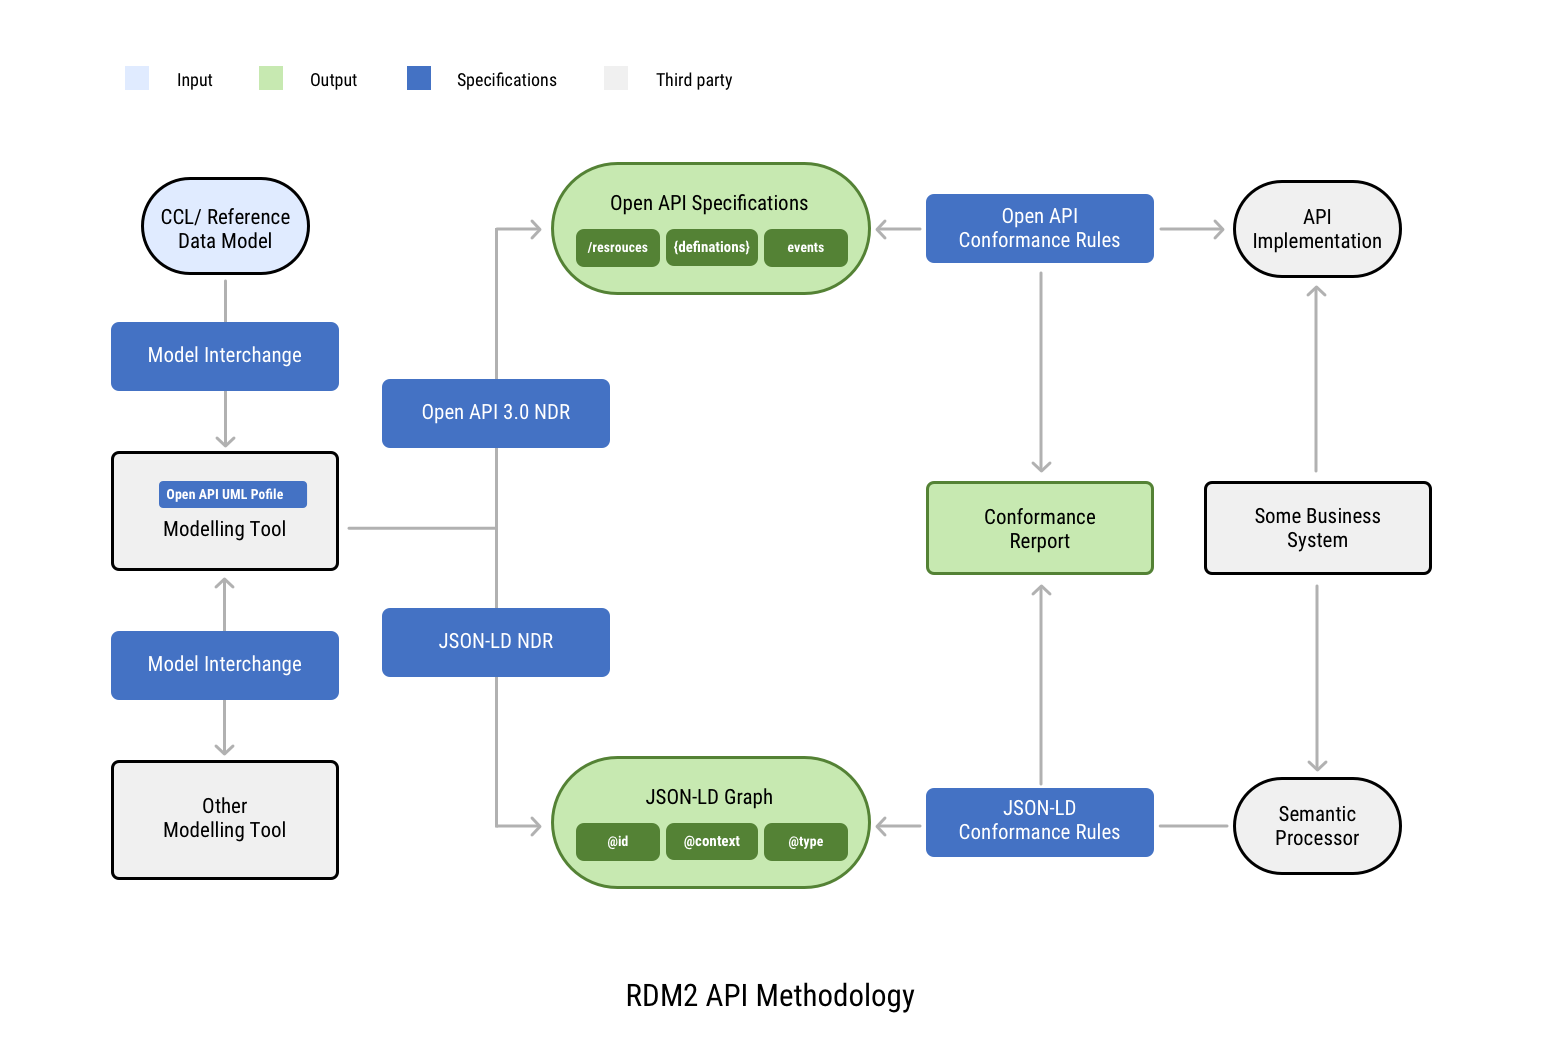 Input
Output
Specifications
Third party
CCL/ Reference
Data Model
Model Interchange
Open API UML Pofile
Modelling Tool
Model Interchange
Other
Modelling Tool
Open API 3.0 NDR
JSON-LD NDR
Open API Specifications
/resrouces
{definations}
events
JSON-LD Graph
@id
@context
@type
Open API
Conformance Rules
Conformance
Rerport
JSON-LD
Conformance Rules
API
Implementation
Some Business
System
Semantic
Processor
RDM2 API Methodology